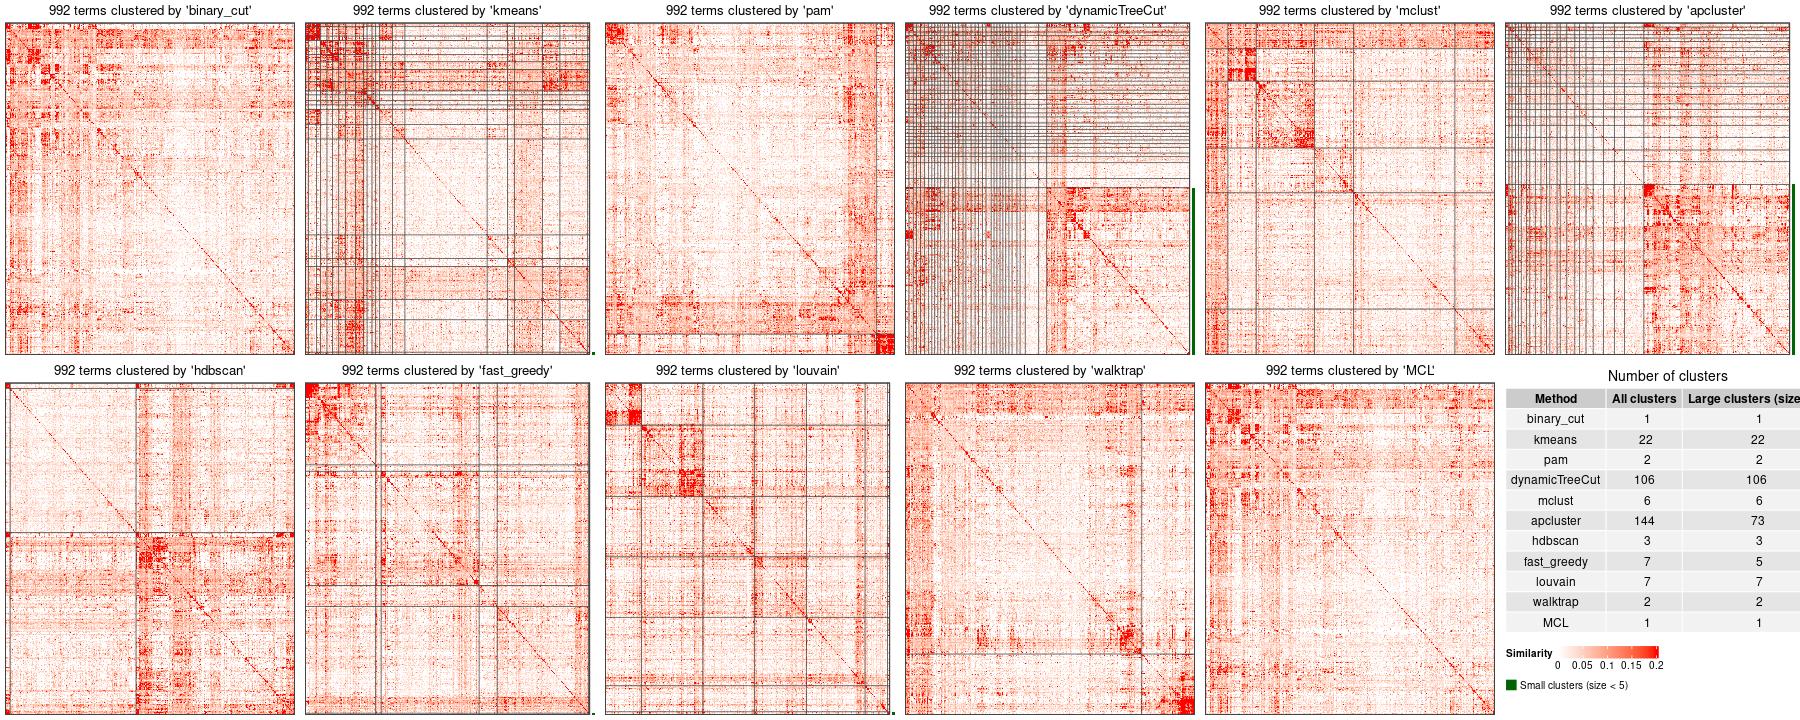 992 terms clustered by 'binary_cut'
992 terms clustered by 'kmeans'
992 terms clustered by 'pam'
992 terms clustered by 'dynamicTreeCut'
992 terms clustered by 'mclust'
992 terms clustered by 'apcluster'
992 terms clustered by 'hdbscan'
992 terms clustered by 'fast_greedy'
992 terms clustered by 'louvain'
992 terms clustered by 'walktrap'
992 terms clustered by 'MCL'
Number of clusters
Method All clusters Large clusters (size
binary_cut 1 1
kmeans 22 22
pam 2 2
dynamicTreeCut 106 106
mclust 6 6
apcluster 144 73
hdbscan 3 3
fast_greedy 7 5
louvain 7 7
walktrap 2 2
MCL 1 1
Similarity
0 0.05 0.1 0.15 0.2
Small clusters (size < 5)